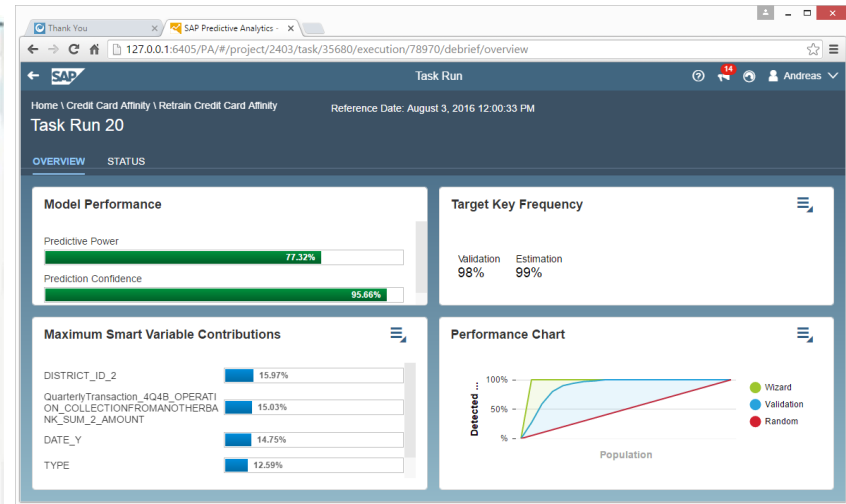 Thank You
SAP Predictive Analytics -
127.0.0.1:6405/PA/#/project/2403/task/35680/execution/78970/debrief/overview
SAP
Task Run
14
Andreas
Home \ Credit Card Affinity \ Retrain Credit Card Affinity
Reference Date: August 3, 2016 12:00:33 PM
Task Run 20
OVERVIEW STATUS
Model Performance
Predictive Power
77.32%
Prediction Confidence
95.66%
Target Key Frequency
Validation Estimation
98% 99%
Maximum Smart Variable Contributions
DISTRICT_ID_2
15.97%
QuarterlyTransaction_4Q4B_OPERATI
ON_COLLECTIONFROMANOTHERBA
NK_SUM_2_AMOUNT
15.03%
DATE_Y
14.75%
TYPE
12.59%
Performance Chart
Detected ...
100%
50%
%
Population
Wizard
Validation
Random